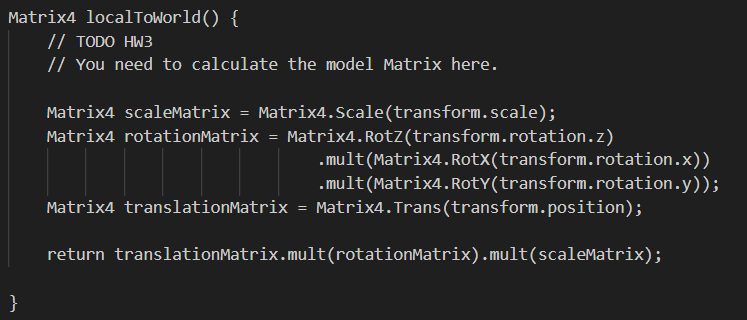 Matrix4 localToWorld() {
    // TODO HW3
    // You need to calculate the model Matrix here.

    Matrix4 scaleMatrix = Matrix4.Scale(transform.scale);
    Matrix4 rotationMatrix = Matrix4.RotZ(transform.rotation.z)
                                .mult(Matrix4.RotX(transform.rotation.x))
                                .mult(Matrix4.RotY(transform.rotation.y));
    Matrix4 translationMatrix = Matrix4.Trans(transform.position);

    return translationMatrix.mult(rotationMatrix).mult(scaleMatrix);

}